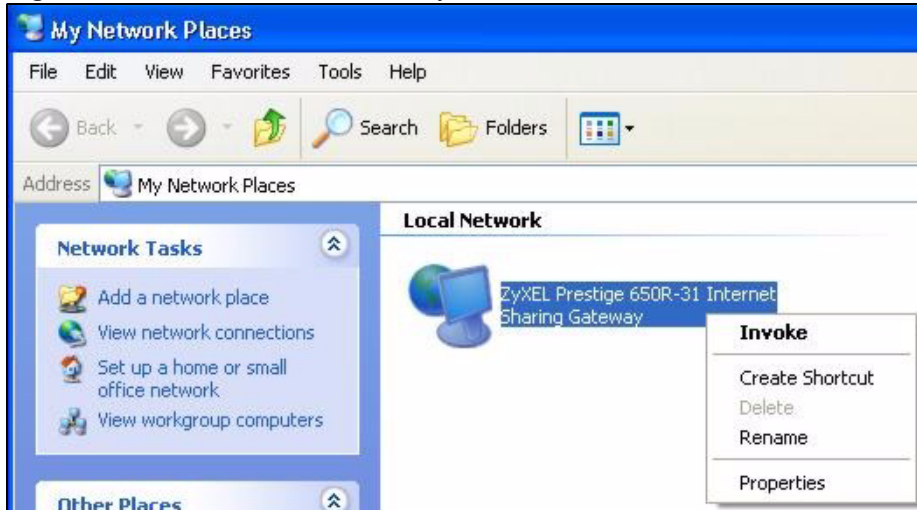 My Network Places
File Edit View Favorites Tools Help
Back Search Folders
Address My Network Places
Network Tasks
Add a network place
View network connections
Set up a home or small
office network
View workgroup computers
Other Places
Local Network
ZyXEL Prestige 650R-31 Internet
Sharing Gateway
Invoke
Create Shortcut
Delete
Rename
Properties